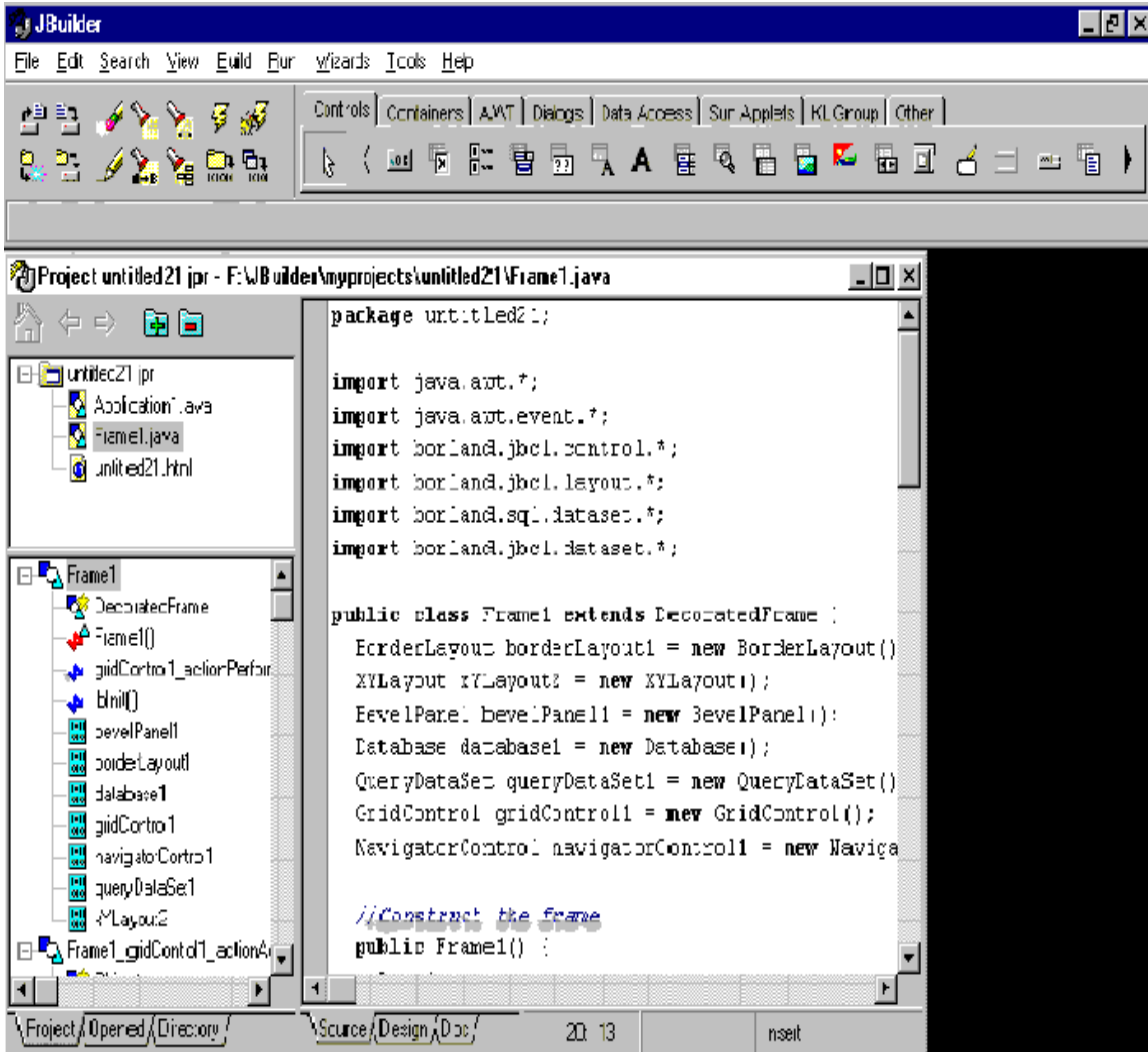 JBuilder
File Edit Search View Build Run Wizards Tools Help
Controls Containers AWT Dialogs Data Access Sun Applets KL Group Other
Project untitled21 jpr - F:\JBuilder\myprojects\untitled21\Frame1.java
untitled21 jpr
Application1.java
Frame1.java
untitled21.html
Frame1
DecoratedFrame
Frame1()
gridControl1_actionPerfor
jbInit()
bevelPanel1
borderLayout1
database1
gridControl1
navigatorControl1
queryDataSet1
xYLayout2
Frame1_gridControl1_actionA
Project Opened Directory
package untitled21;
import java.awt.*;
import java.awt.event.*;
import borland.jbcl.control.*;
import borland.jbcl.layout.*;
import borland.sql.dataset.*;
import borland.jbcl.dataset.*;
public class Frame1 extends DecoratedFrame {
BorderLayout borderLayout1 = new BorderLayout()
XYLayout xYLayout2 = new XYLayout();
BevelPanel bevelPanel1 = new BevelPanel();
Database database1 = new Database();
QueryDataSet queryDataSet1 = new QueryDataSet()
GridControl gridControl1 = new GridControl();
NavigatorControl navigatorControl1 = new Naviga
//Construct the frame
public Frame1() {
Source Design Doc
20: 13
Insert